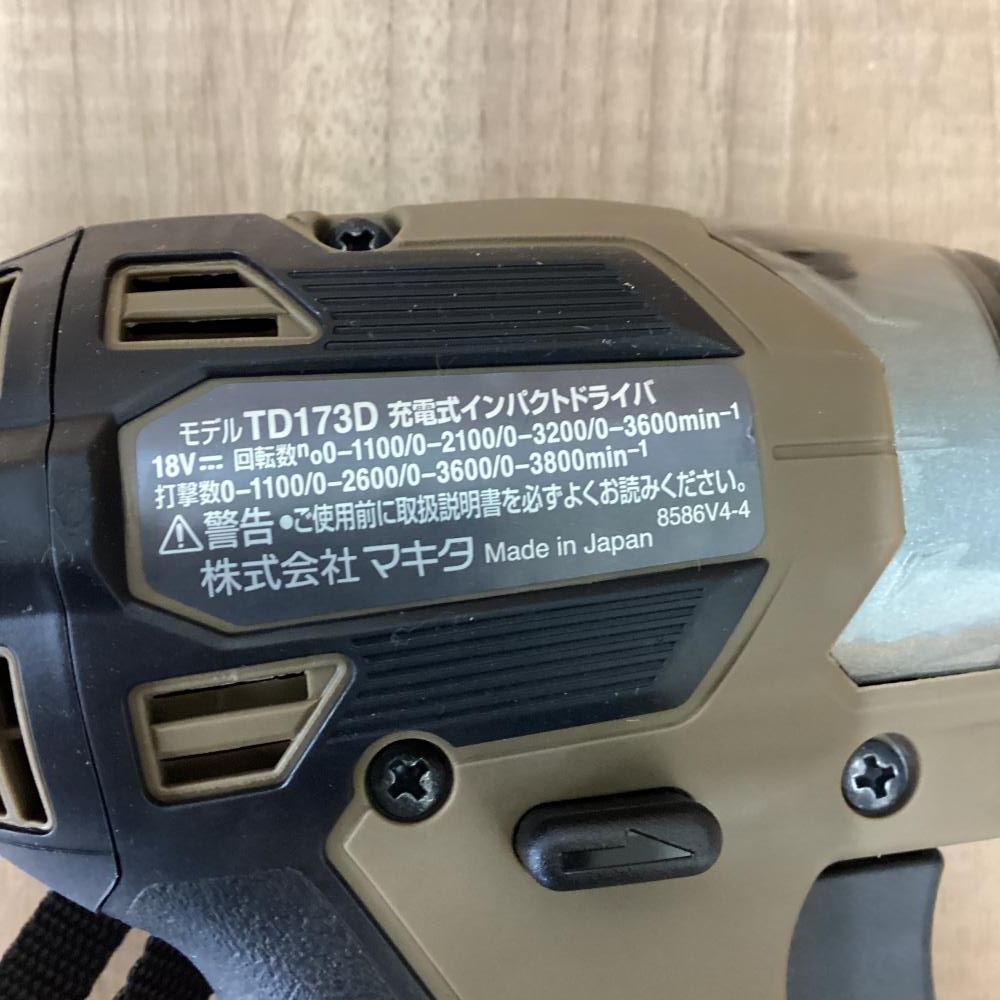 モデルTD173D 充電式インパクトドライバ
18V⎓ 回転数n₀0-1100/0-2100/0-3200/0-3600min⁻¹
打撃数0-1100/0-2600/0-3600/0-3800min⁻¹
⚠警告 ●ご使用前に取扱説明書を必ずよくお読みください。
8586V4-4
株式会社マキタ Made in Japan